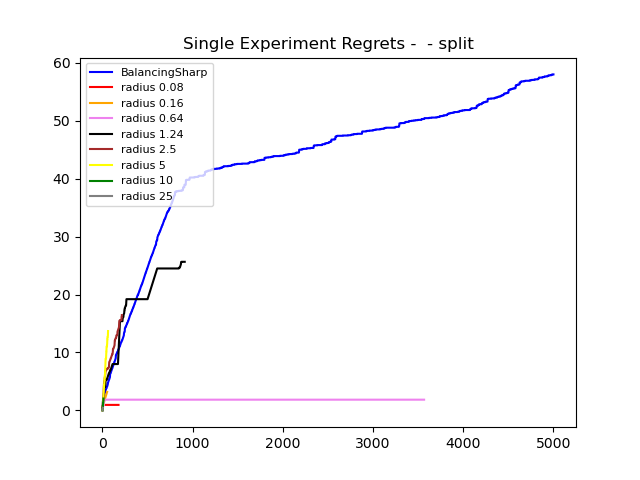 Single Experiment Regrets -  - split
60
50
40
30
20
10
0
BalancingSharp
radius 0.08
radius 0.16
radius 0.64
radius 1.24
radius 2.5
radius 5
radius 10
radius 25
0 1000 2000 3000 4000 5000